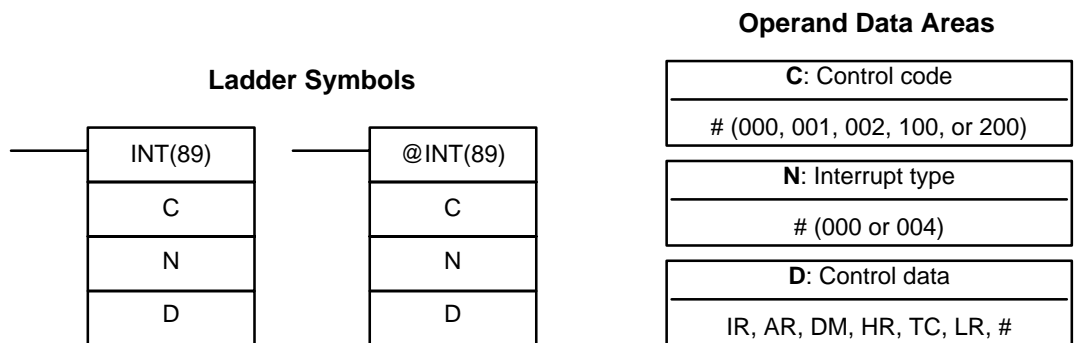 Operand Data Areas
Ladder Symbols
C: Control code
# (000, 001, 002, 100, or 200)
INT(89)
@INT(89)
N: Interrupt type
C
C
# (000 or 004)
N
N
D: Control data
D
D
IR, AR, DM, HR, TC, LR, #